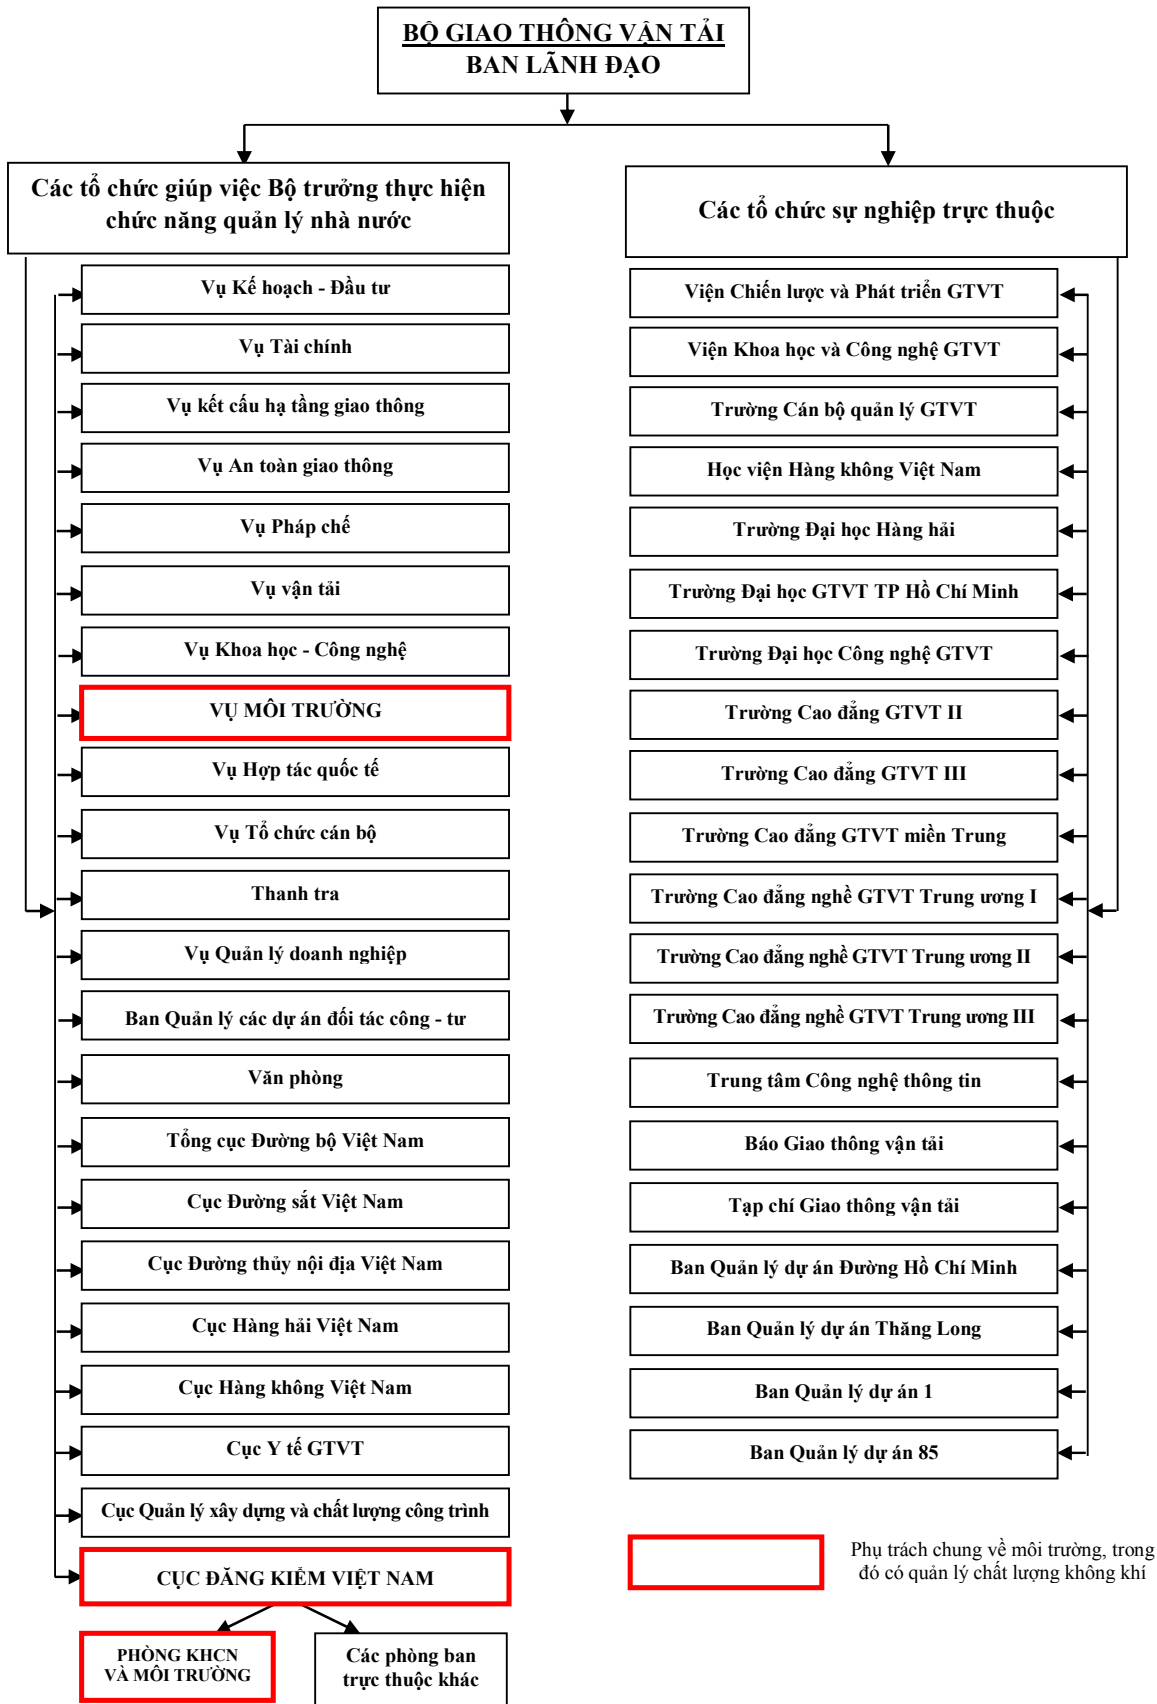 BỘ GIAO THÔNG VẬN TẢI
BAN LÃNH ĐẠO
Các tổ chức giúp việc Bộ trưởng thực hiện
chức năng quản lý nhà nước
Vụ Kế hoạch - Đầu tư
Vụ Tài chính
Vụ kết cấu hạ tầng giao thông
Vụ An toàn giao thông
Vụ Pháp chế
Vụ vận tải
Vụ Khoa học - Công nghệ
VỤ MÔI TRƯỜNG
Vụ Hợp tác quốc tế
Vụ Tổ chức cán bộ
Thanh tra
Vụ Quản lý doanh nghiệp
Ban Quản lý các dự án đối tác công - tư
Văn phòng
Tổng cục Đường bộ Việt Nam
Cục Đường sắt Việt Nam
Cục Đường thủy nội địa Việt Nam
Cục Hàng hải Việt Nam
Cục Hàng không Việt Nam
Cục Y tế GTVT
Cục Quản lý xây dựng và chất lượng công trình
CỤC ĐĂNG KIỂM VIỆT NAM
PHÒNG KHCN
VÀ MÔI TRƯỜNG
Các phòng ban
trực thuộc khác
Các tổ chức sự nghiệp trực thuộc
Viện Chiến lược và Phát triển GTVT
Viện Khoa học và Công nghệ GTVT
Trường Cán bộ quản lý GTVT
Học viện Hàng không Việt Nam
Trường Đại học Hàng hải
Trường Đại học GTVT TP Hồ Chí Minh
Trường Đại học Công nghệ GTVT
Trường Cao đẳng GTVT II
Trường Cao đẳng GTVT III
Trường Cao đẳng GTVT miền Trung
Trường Cao đẳng nghề GTVT Trung ương I
Trường Cao đẳng nghề GTVT Trung ương II
Trường Cao đẳng nghề GTVT Trung ương III
Trung tâm Công nghệ thông tin
Báo Giao thông vận tải
Tạp chí Giao thông vận tải
Ban Quản lý dự án Đường Hồ Chí Minh
Ban Quản lý dự án Thăng Long
Ban Quản lý dự án 1
Ban Quản lý dự án 85
Phụ trách chung về môi trường, trong
đó có quản lý chất lượng không khí